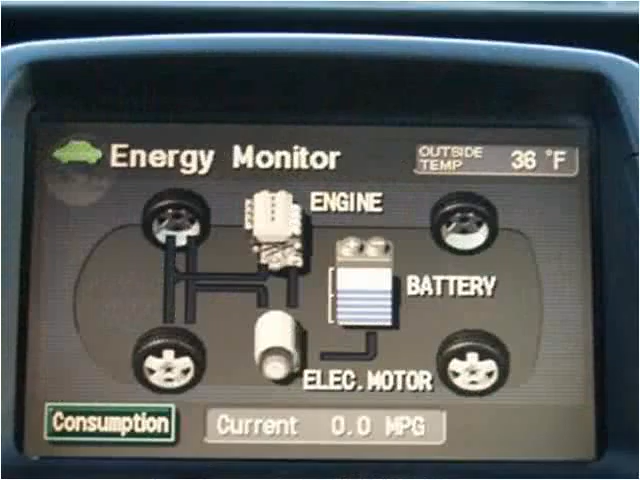 Energy Monitor
OUTSIDE
TEMP
36 °F
ENGINE
BATTERY
ELEC.MOTOR
Consumption
Current 0.0 MPG